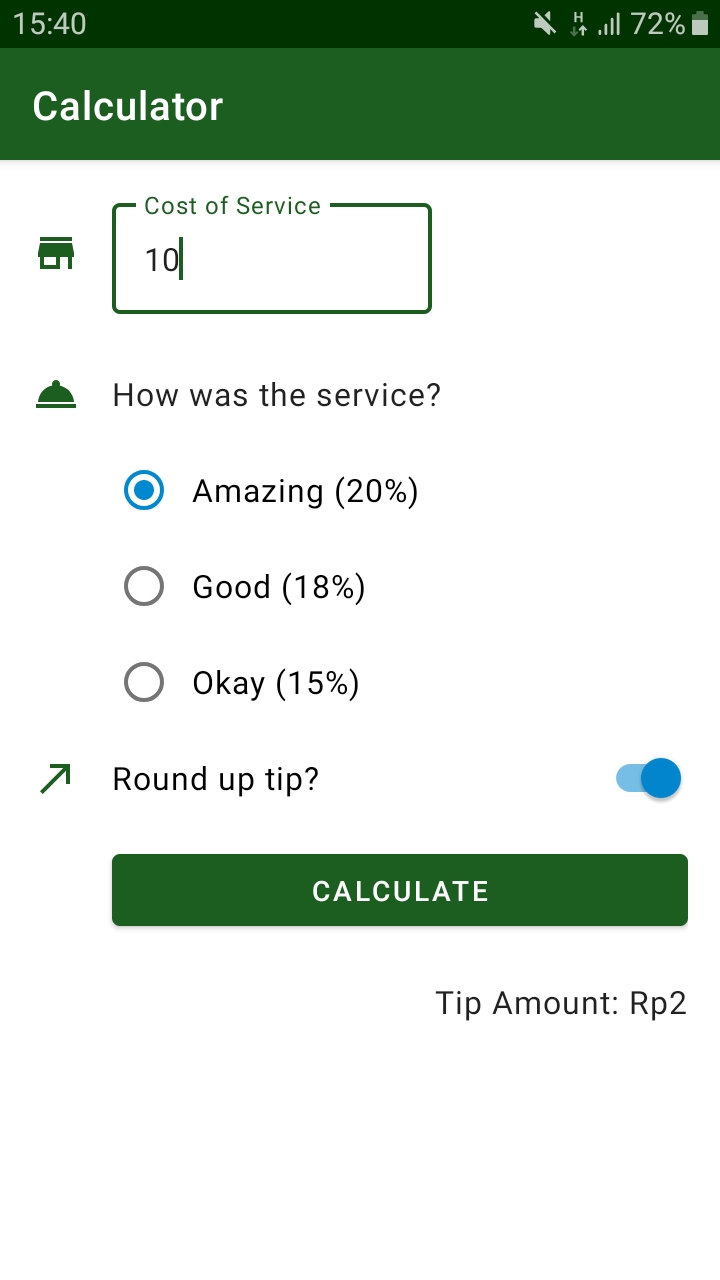 15:40 H 72%
Calculator
Cost of Service
10
How was the service?
Amazing (20%)
Good (18%)
Okay (15%)
Round up tip?
CALCULATE
Tip Amount: Rp2